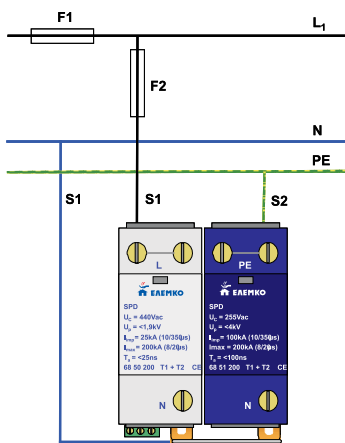 F1
L₁
F2
N
PE
S1
S1
S2
L
ΕΛΕΜΚΟ
SPD
Uc = 440Vac
Up = <1,9kV
Iimp = 25kA (10/350μs)
Imax = 200kA (8/20μs)
Ta = <25ns
68 50 200 T1 + T2 CE
N
PE
ΕΛΕΜΚΟ
SPD
Uc = 255Vac
Up = <4kV
Iimp = 100kA (10/350μs)
Imax = 200kA (8/20μs)
Ta = <100ns
68 51 200 T1 + T2 CE
N